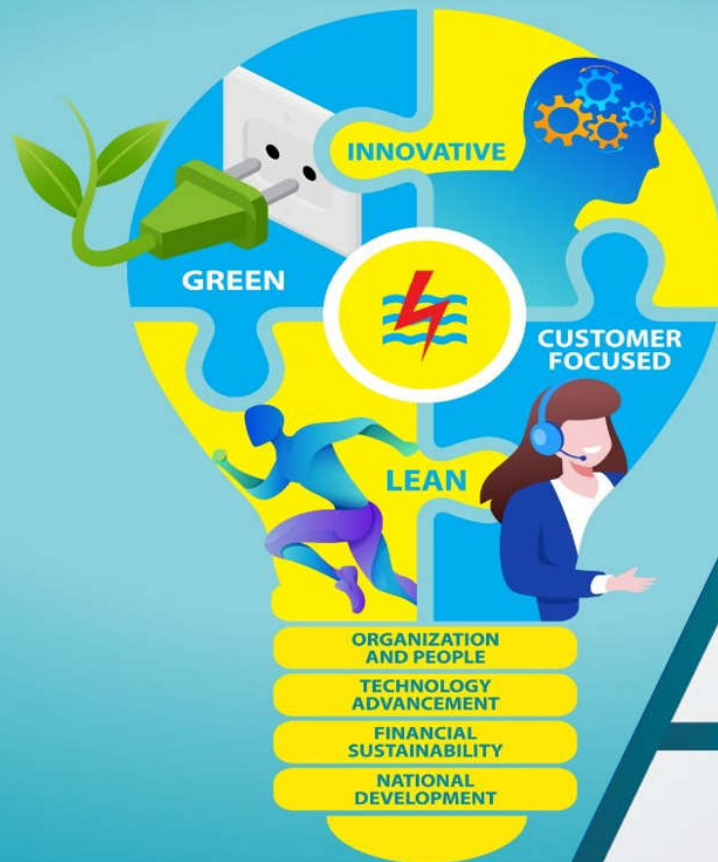 INNOVATIVE
GREEN
CUSTOMER
FOCUSED
LEAN
ORGANIZATION
AND PEOPLE
TECHNOLOGY
ADVANCEMENT
FINANCIAL
SUSTAINABILITY
NATIONAL
DEVELOPMENT